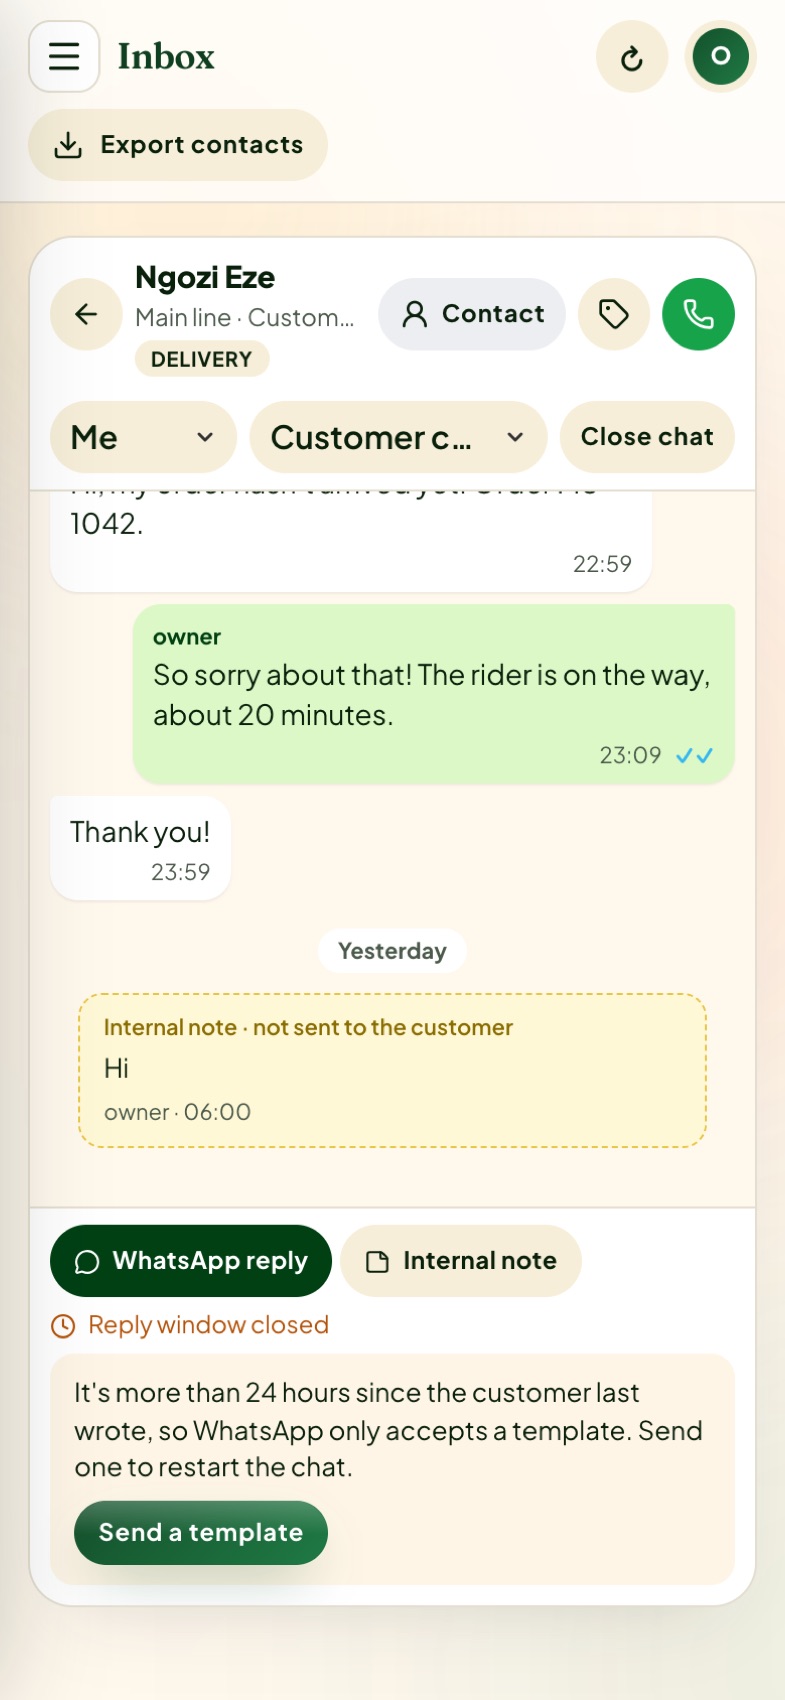 Inbox
Export contacts
Ngozi Eze
Main line · Custom...
DELIVERY
Contact
Me
Customer c...
Close chat
1042.
22:59
owner
So sorry about that! The rider is on the way,
about 20 minutes.
23:09
Thank you!
23:59
Yesterday
Internal note · not sent to the customer
Hi
owner · 06:00
WhatsApp reply
Internal note
Reply window closed
It's more than 24 hours since the customer last
wrote, so WhatsApp only accepts a template. Send
one to restart the chat.
Send a template